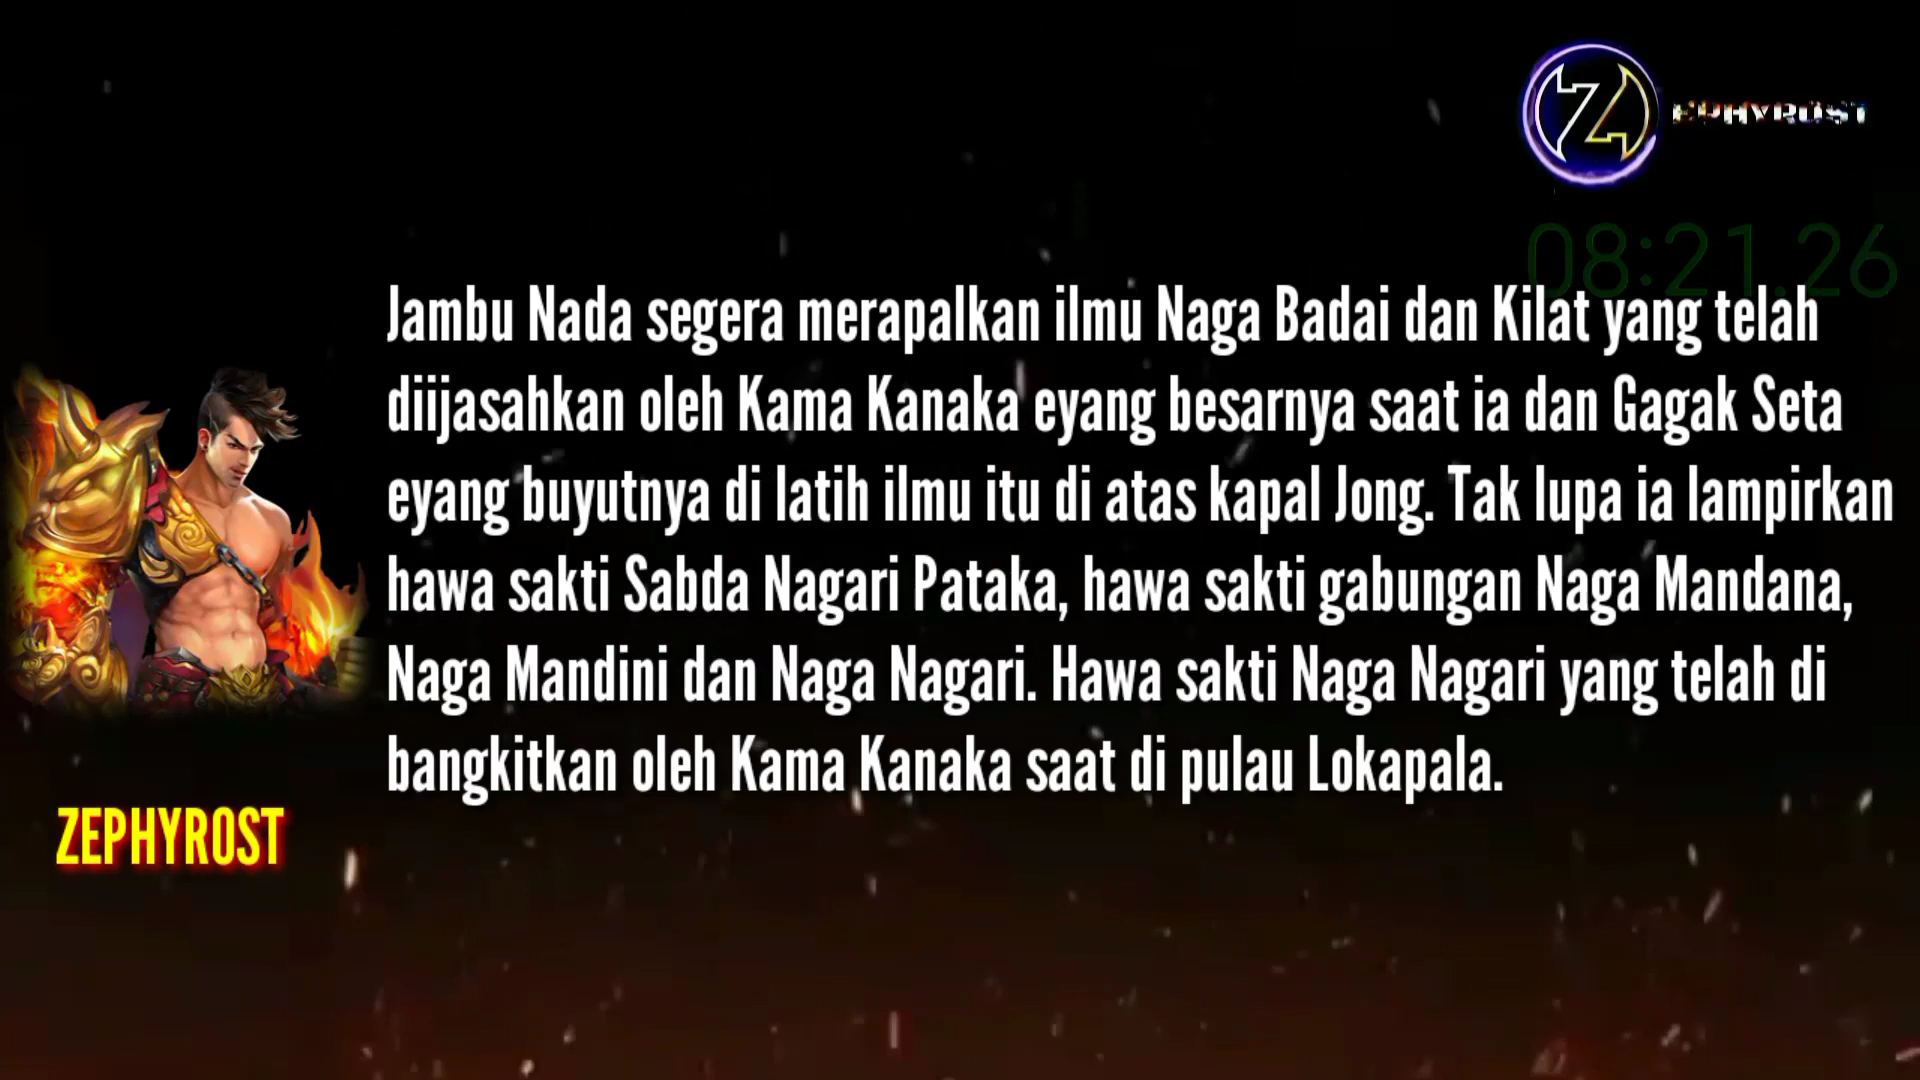 Z EPHYROST
08:21.26
Jambu Nada segera merapalkan ilmu Naga Badai dan Kilat yang telah
diijasahkan oleh Kama Kanaka eyang besarnya saat ia dan Gagak Seta
eyang buyutnya di latih ilmu itu di atas kapal Jong. Tak lupa ia lampirkan
hawa sakti Sabda Nagari Pataka, hawa sakti gabungan Naga Mandana,
Naga Mandini dan Naga Nagari. Hawa sakti Naga Nagari yang telah di
bangkitkan oleh Kama Kanaka saat di pulau Lokapala.
ZEPHYROST